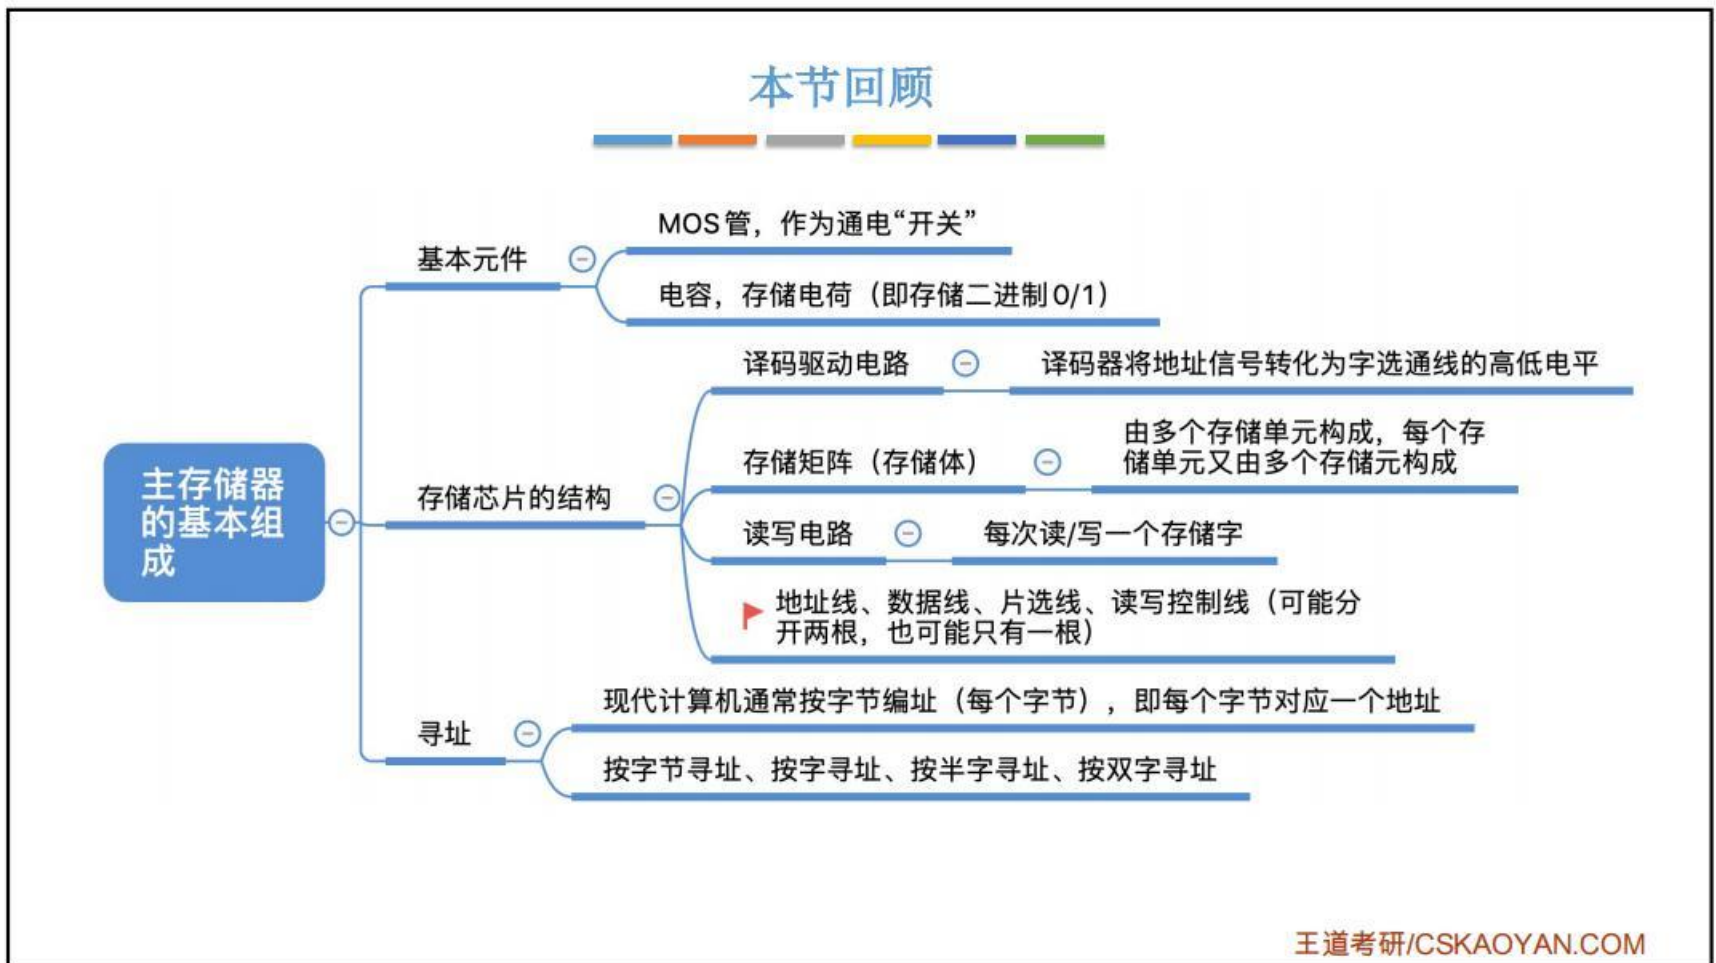 本节回顾
MOS管，作为通电“开关”
基本元件
电容，存储电荷（即存储二进制0/1）
译码驱动电路
译码器将地址信号转化为字选通线的高低电平
由多个存储单元构成，每个存
储单元又由多个存储元构成
存储矩阵（存储体）
主存储器
的基本组
成
存储芯片的结构
读写电路
每次读/写一个存储字
地址线、数据线、片选线、读写控制线（可能分
开两根，也可能只有一根）
现代计算机通常按字节编址（每个字节），即每个字节对应一个地址
寻址
按字节寻址、按字寻址、按半字寻址、按双字寻址
王道考研/CSKAOYAN.COM